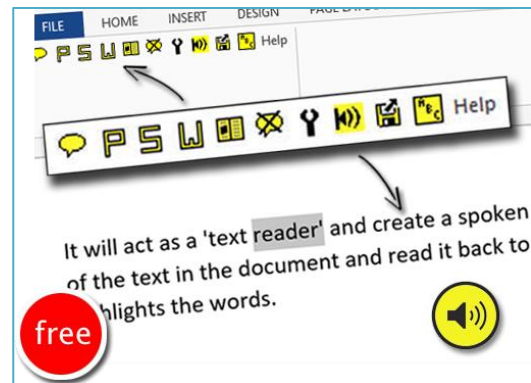 FILE HOME INSERT DESIGN
P S W Help
P S W ABC Help
It will act as a 'text reader' and create a spoken
of the text in the document and read it back to
the words.
free